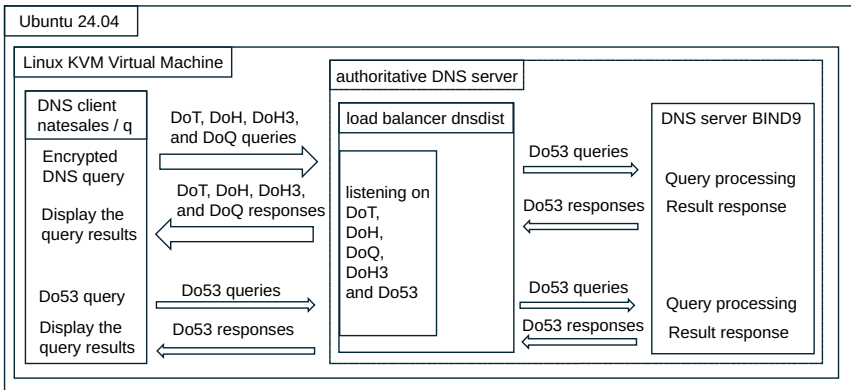 Ubuntu 24.04
Linux KVM Virtual Machine
authoritative DNS server
DNS client
natesales / q
Encrypted
DNS query
Display the
query results
Do53 query
Display the
query results
DoT, DoH, DoH3,
and DoQ queries
DoT, DoH, DoH3,
and DoQ responses
Do53 queries
Do53 responses
load balancer dnsdist
listening on
DoT,
DoH,
DoQ,
DoH3
and Do53
Do53 queries
Do53 responses
Do53 queries
Do53 responses
DNS server BIND9
Query processing
Result response
Query processing
Result response